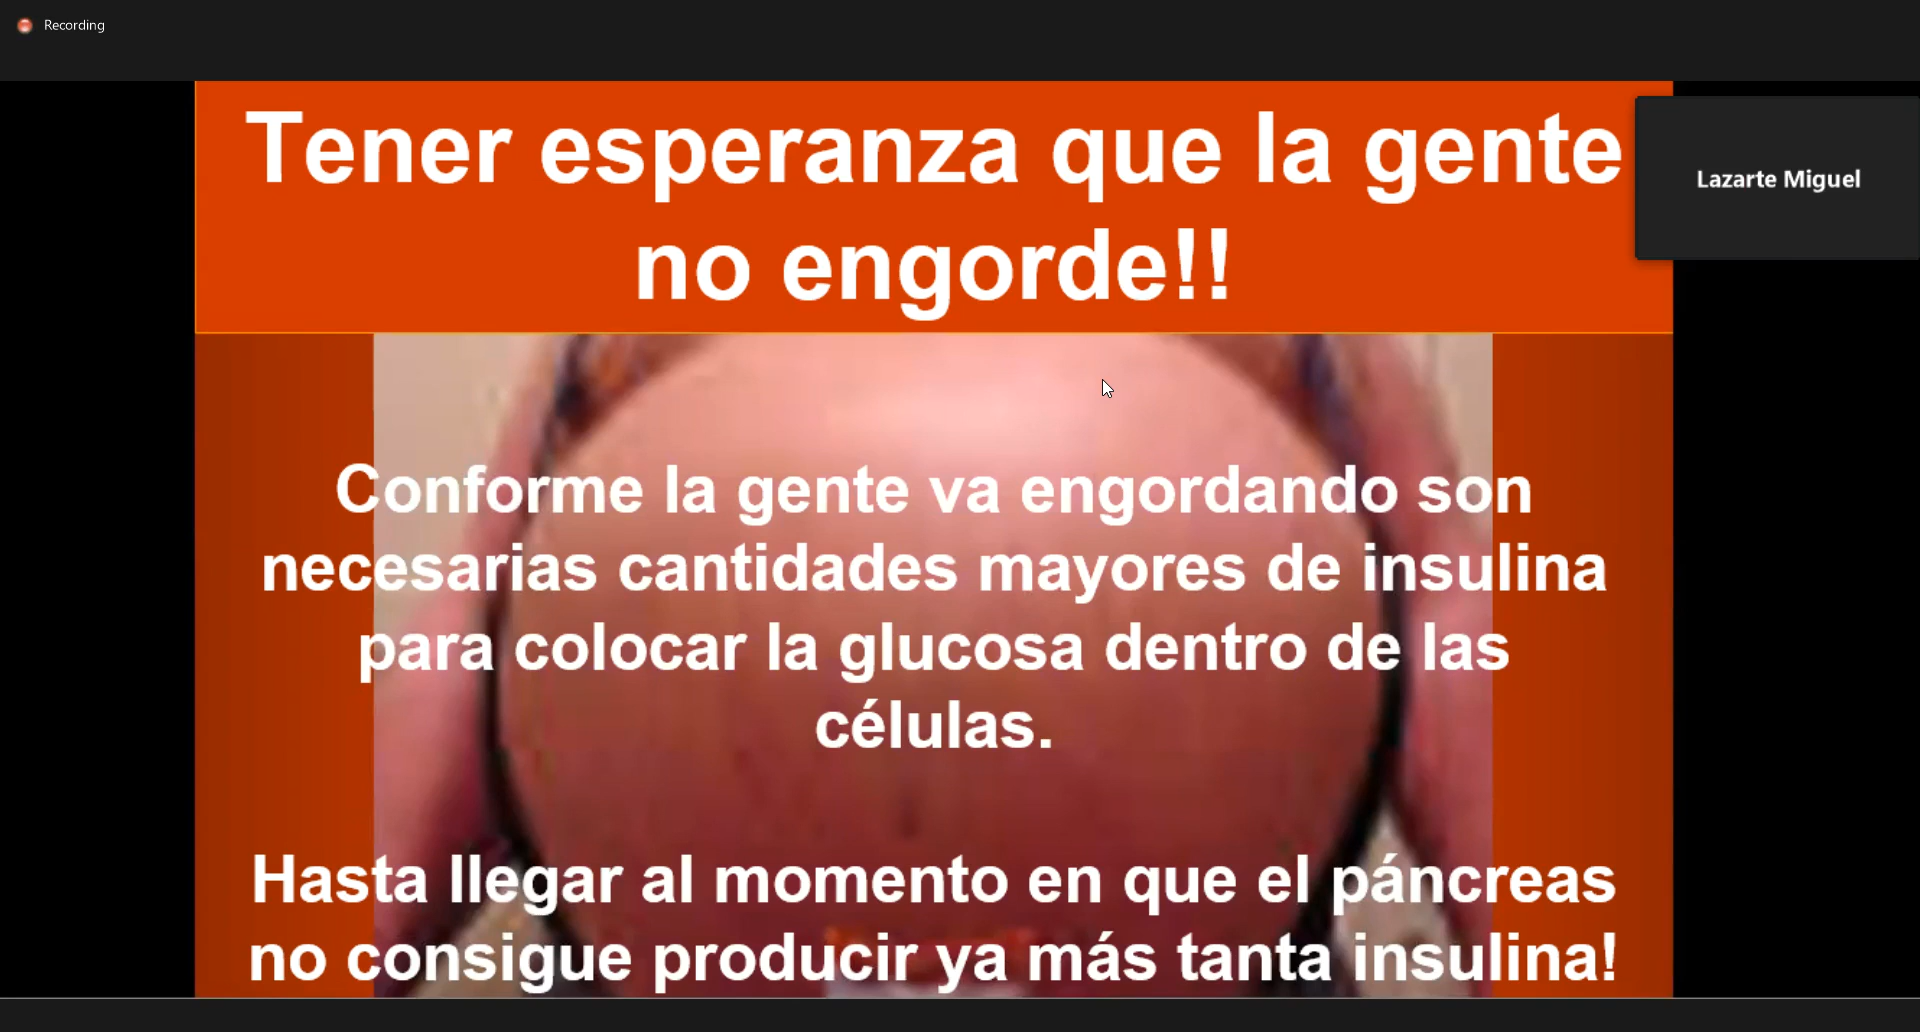 Recording
Tener esperanza que la gente
no engorde!!
Lazarte Miguel
Conforme la gente va engordando son
necesarias cantidades mayores de insulina
para colocar la glucosa dentro de las
células.
Hasta llegar al momento en que el páncreas
no consigue producir ya más tanta insulina!